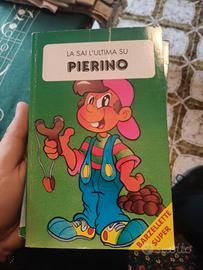 LA SAI L'ULTIMA SU
PIERINO
BARZELLETTE
SUPER